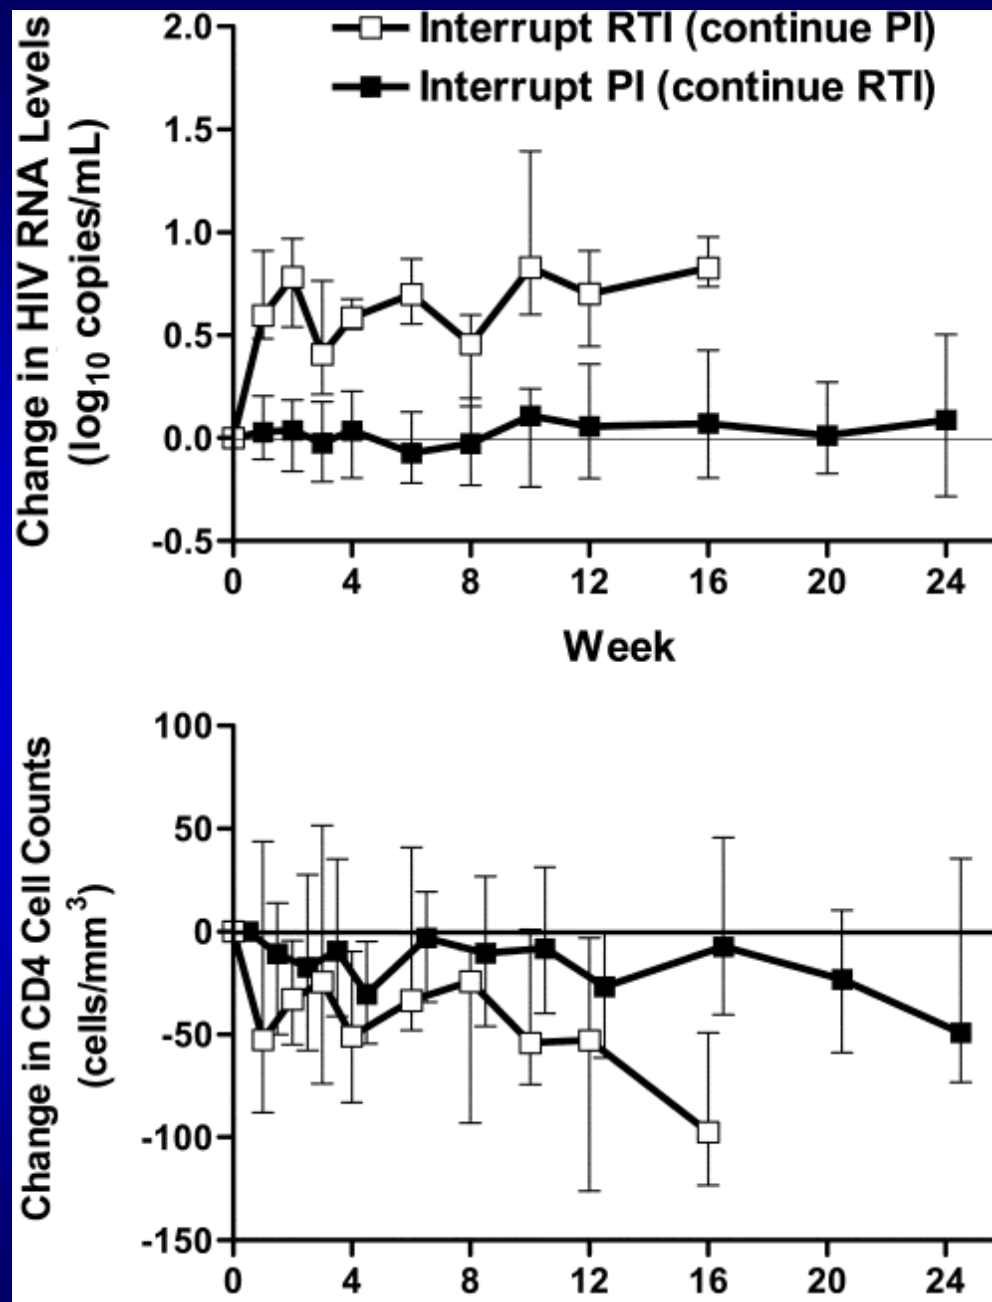 Interrupt RTI (continue PI)
Interrupt PI (continue RTI)
Change in HIV RNA Levels
(log10 copies/mL)
2.0
1.5
1.0
0.5
0.0
-0.5
0 4 8 12 16 20 24
Week
Change in CD4 Cell Counts
(cells/mm³)
100
50
0
-50
-100
-150
0 4 8 12 16 20 24